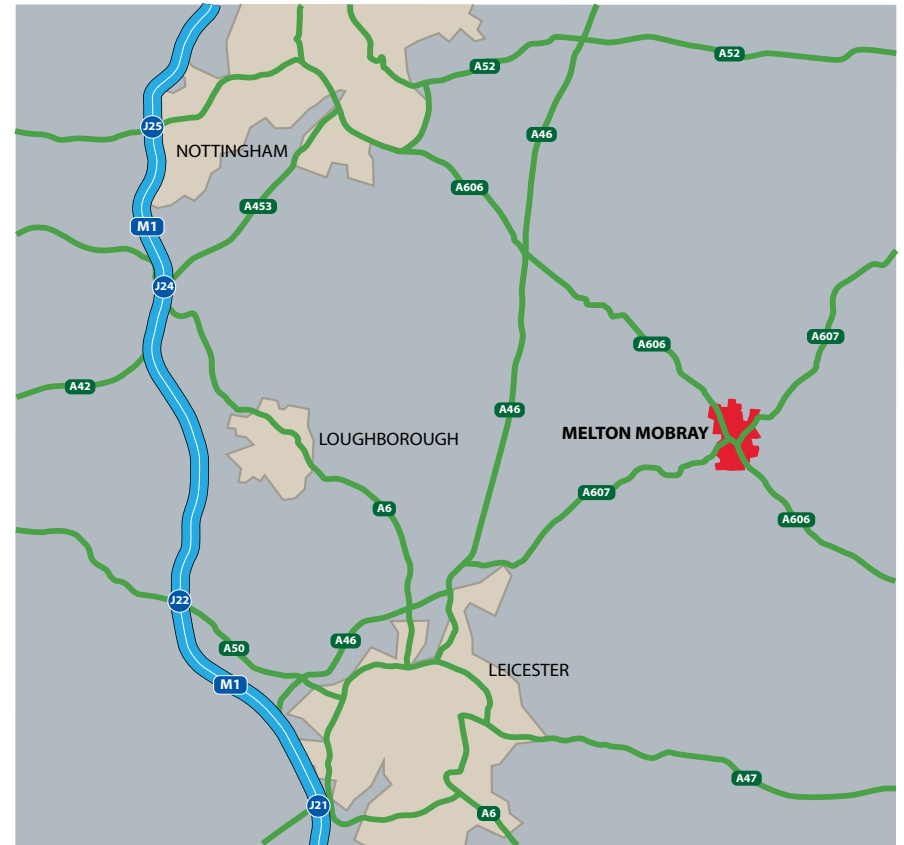 A52
A52
J25
A46
NOTTINGHAM
A606
A453
M1
J24
A607
A606
A42
A46
MELTON MOBRAY
LOUGHBOROUGH
A607
A6
A606
J22
A46
A50
LEICESTER
M1
A47
J21
A6